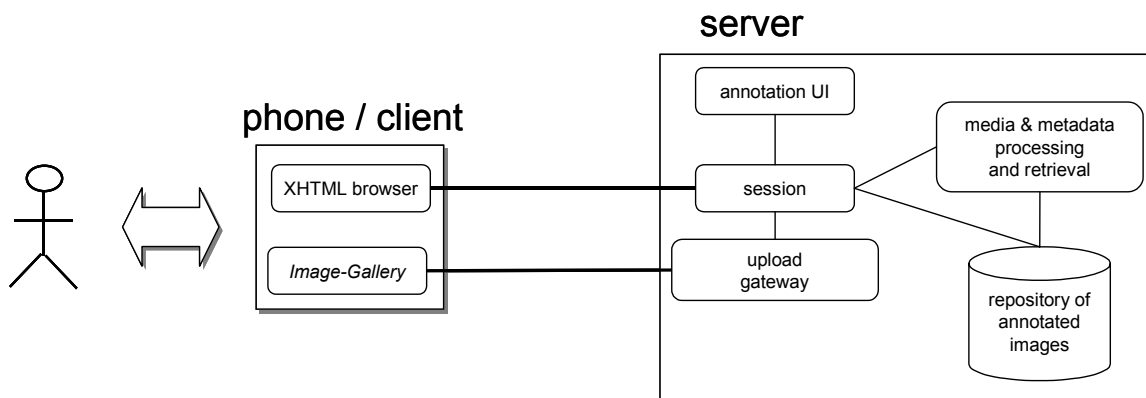 server
phone / client
annotation UI
media & metadata
processing
and retrieval
XHTML browser
session
Image-Gallery
upload
gateway
repository of
annotated
images